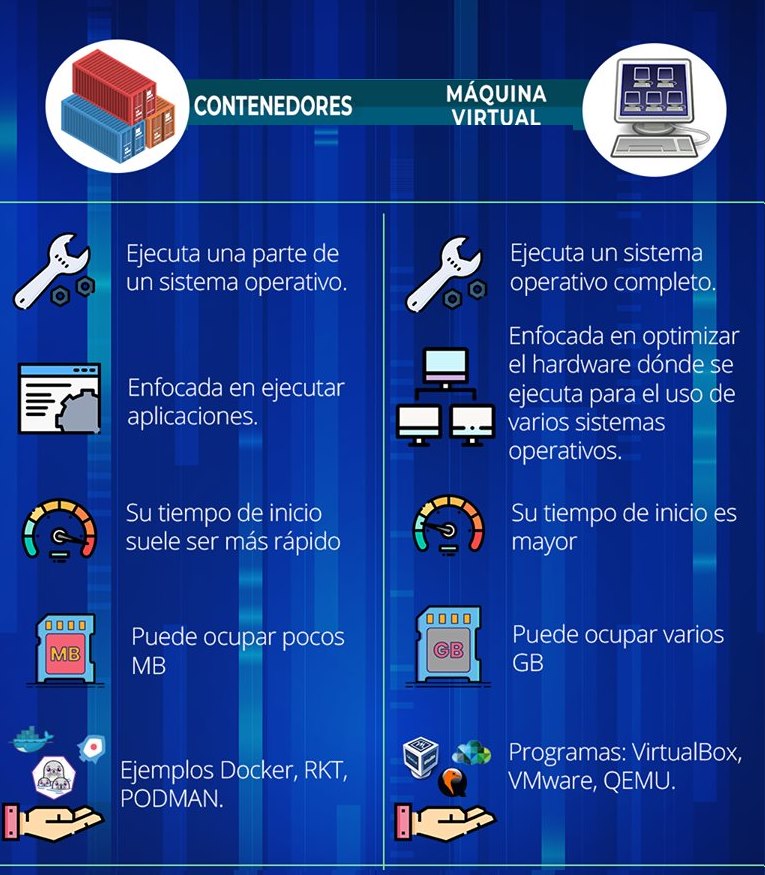 CONTENEDORES
MÁQUINA
VIRTUAL
Ejecuta una parte de
un sistema operativo.
Ejecuta un sistema
operativo completo.
Enfocada en ejecutar
aplicaciones.
Enfocada en optimizar
el hardware dónde se
ejecuta para el uso de
varios sistemas
operativos.
Su tiempo de inicio
suele ser más rápido
Su tiempo de inicio es
mayor
MB
Puede ocupar pocos
MB
GB
Puede ocupar varios
GB
Ejemplos Docker, RKT,
PODMAN.
Programas: VirtualBox,
VMware, QEMU.